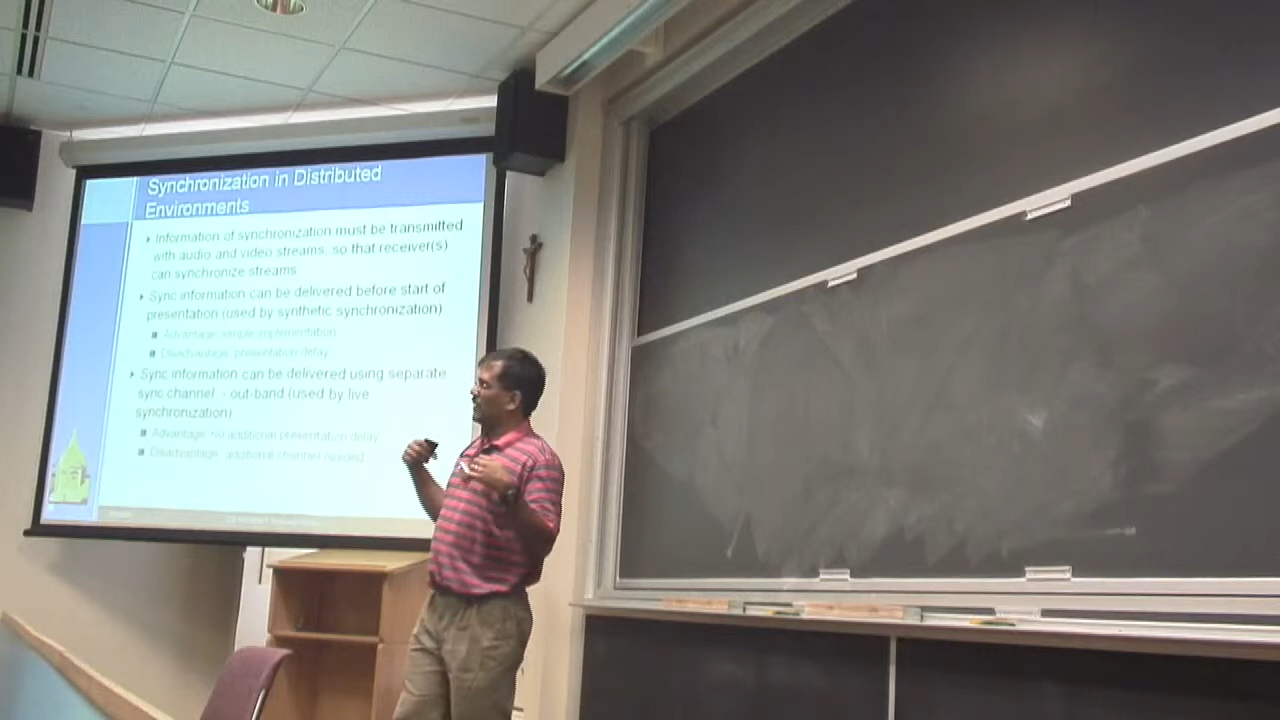 Synchronization in Distributed
Environments
Information of synchronization must be transmitted
with audio and video streams, so that receiver(s)
can synchronize streams
Sync information can be delivered before start of
presentation (used by synthetic synchronization)
Advantage: simple implementation
Disadvantage: presentation delay
Sync information can be delivered using separate
sync channel - out-band (used by live
synchronization)
Advantage: no additional presentation delay
Disadvantage: additional channel needed